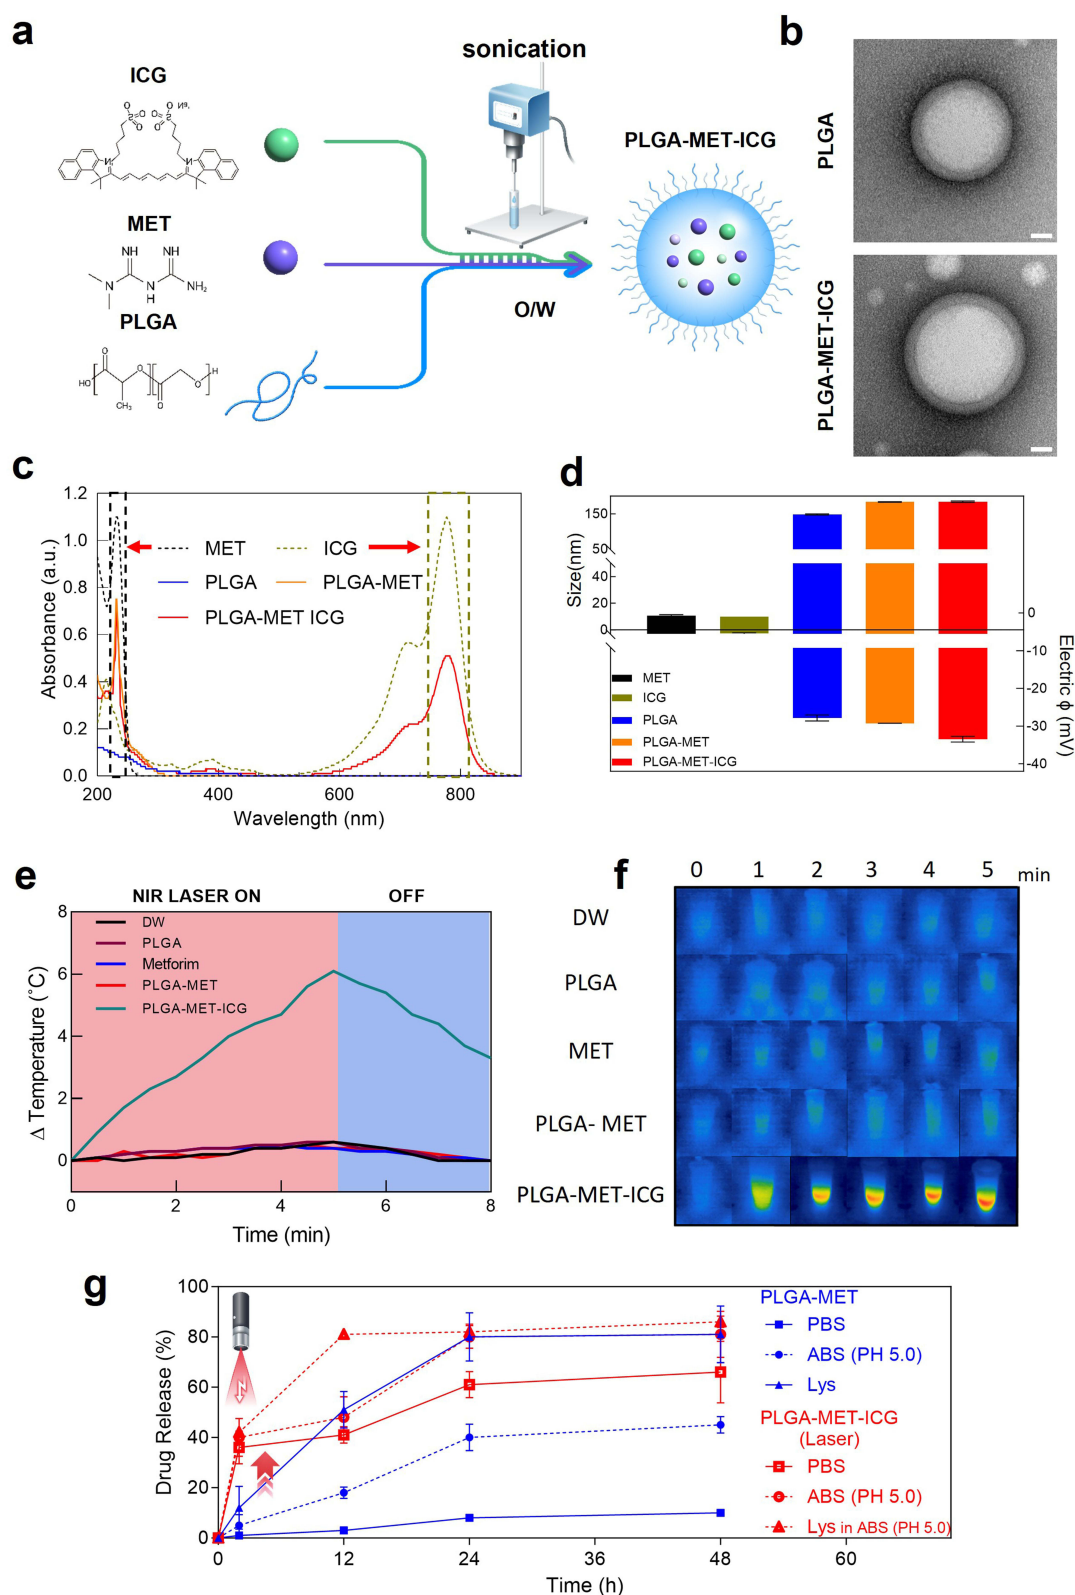 a
ICG
MET
PLGA
sonication
O/W
PLGA-MET-ICG
b
PLGA
PLGA-MET-ICG
c
Absorbance (a.u.)
1.2
1.0
0.8
0.6
0.4
0.2
0.0
200
400
600
800
Wavelength (nm)
MET
ICG
PLGA
PLGA-MET
PLGA-MET ICG
d
Size(nm)
150
50
40
20
0
0
-10
-20
-30
-40
Electric ϕ (mV)
MET
ICG
PLGA
PLGA-MET
PLGA-MET-ICG
e
NIR LASER ON
OFF
Δ Temperature (˚C)
8
6
4
2
0
DW
PLGA
Metforim
PLGA-MET
PLGA-MET-ICG
0
2
4
6
8
Time (min)
f
0 1 2 3 4 5 min
DW
PLGA
MET
PLGA- MET
PLGA-MET-ICG
g
Drug Release (%)
100
80
60
40
20
0
0
12
24
36
48
60
Time (h)
PLGA-MET
PBS
ABS (PH 5.0)
Lys
PLGA-MET-ICG
(Laser)
PBS
ABS (PH 5.0)
Lys in ABS (PH 5.0)